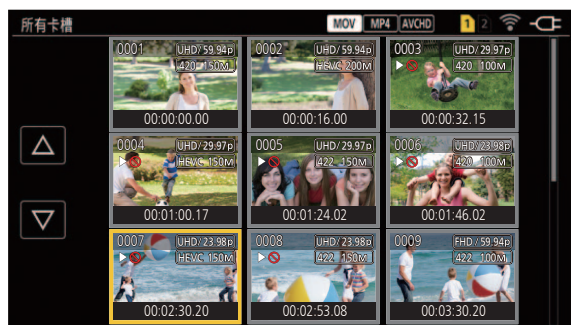 所有卡槽 MOV MP4 AVCHD 1 2
0001 UHD/59.94p
420 150M
00:00:00.00
0002 UHD/59.94p
HEVC 200M
00:00:16.00
0003 UHD/29.97p
420 100M
00:00:32.15
0004 UHD/29.97p
HEVC 150M
00:01:00.17
0005 UHD/29.97p
422 150M
00:01:24.02
0006 UHD/23.98p
420 100M
00:01:46.02
0007 UHD/23.98p
HEVC 150M
00:02:30.20
0008 UHD/23.98p
422 150M
00:02:53.08
0009 FHD/59.94p
422 100M
00:03:30.20